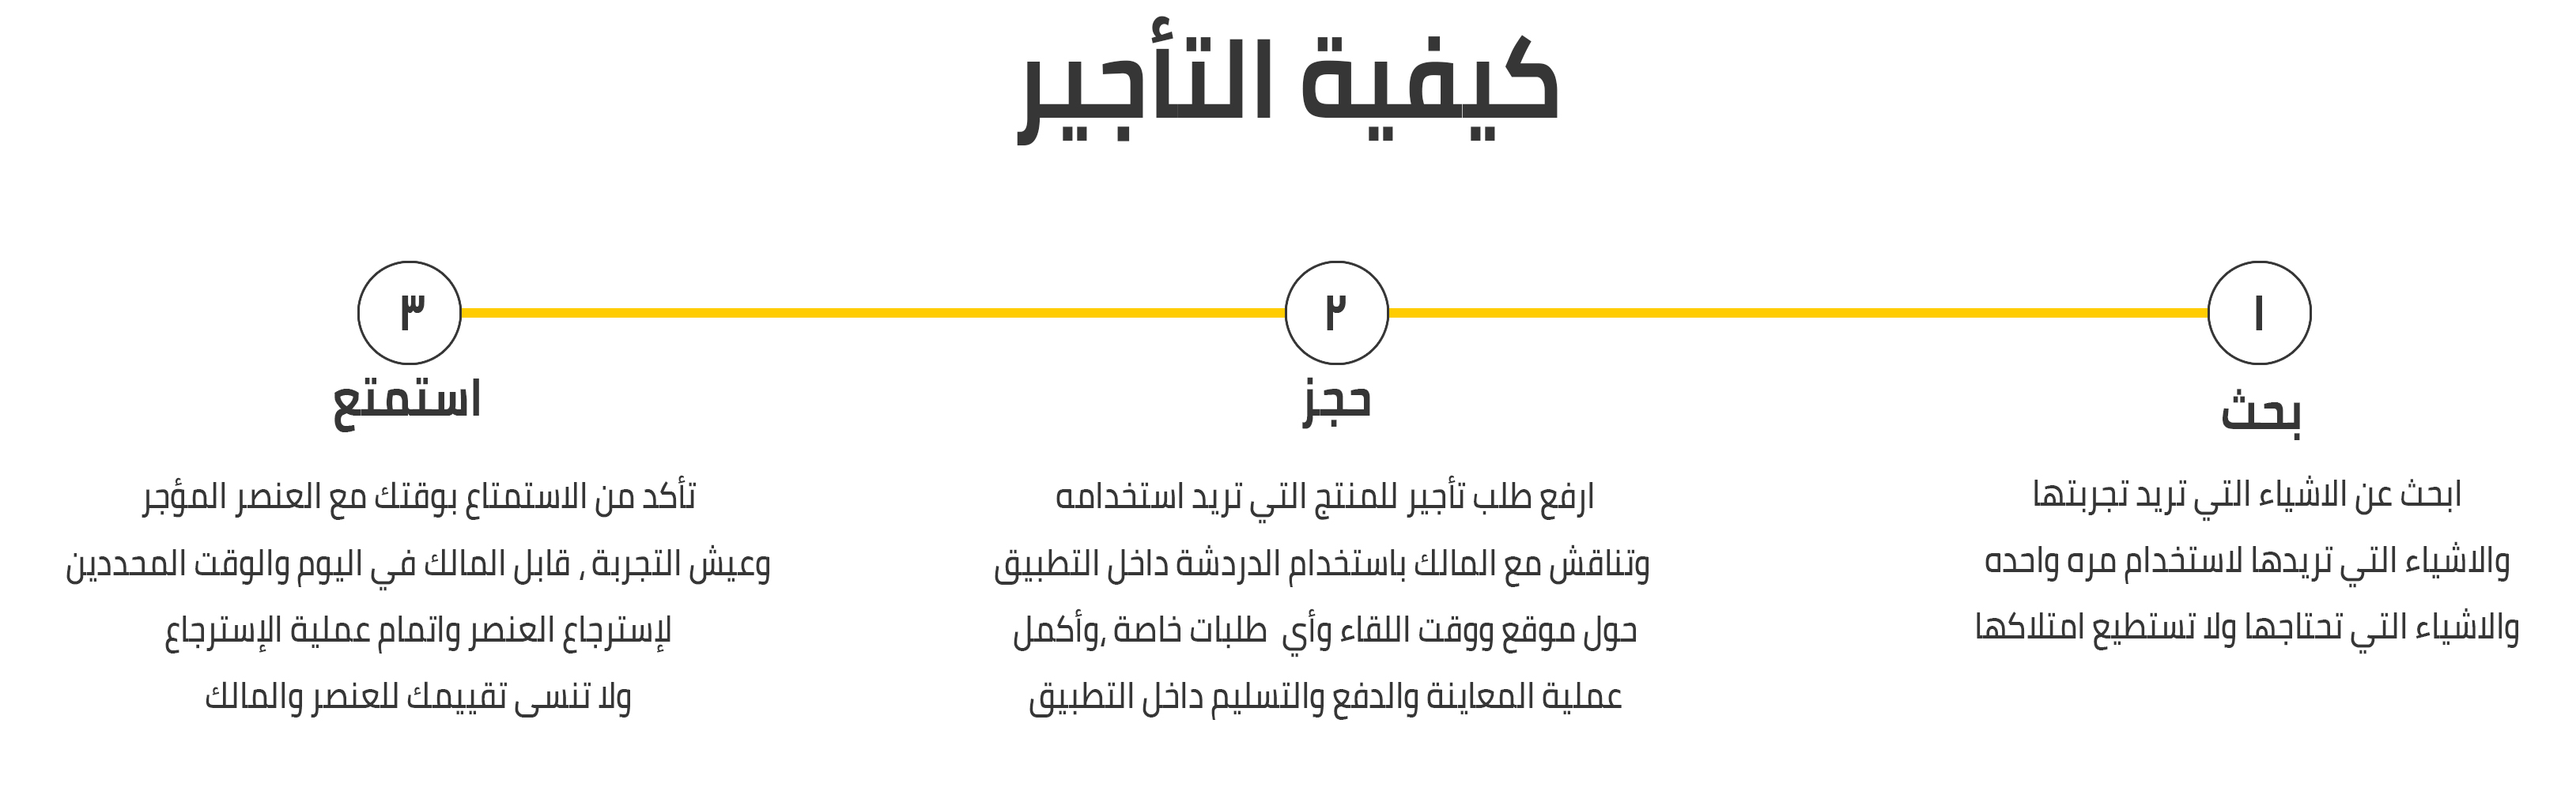 كيفية التأجير
١
بحث
ابحث عن الاشياء التي تريد تجربتها
والاشياء التي تريدها لاستخدام مره واحده
والاشياء التي تحتاجها ولا تستطيع امتلاكها
٢
حجز
ارفع طلب تأجير للمنتج التي تريد استخدامه
وتناقش مع المالك باستخدام الدردشة داخل التطبيق
حول موقع ووقت اللقاء وأي طلبات خاصة ,وأكمل
عملية المعاينة والدفع والتسليم داخل التطبيق
٣
استمتع
تأكد من الاستمتاع بوقتك مع العنصر المؤجر
وعيش التجربة , قابل المالك في اليوم والوقت المحددين
لإسترجاع العنصر واتمام عملية الإسترجاع
ولا تنسى تقييمك للعنصر والمالك